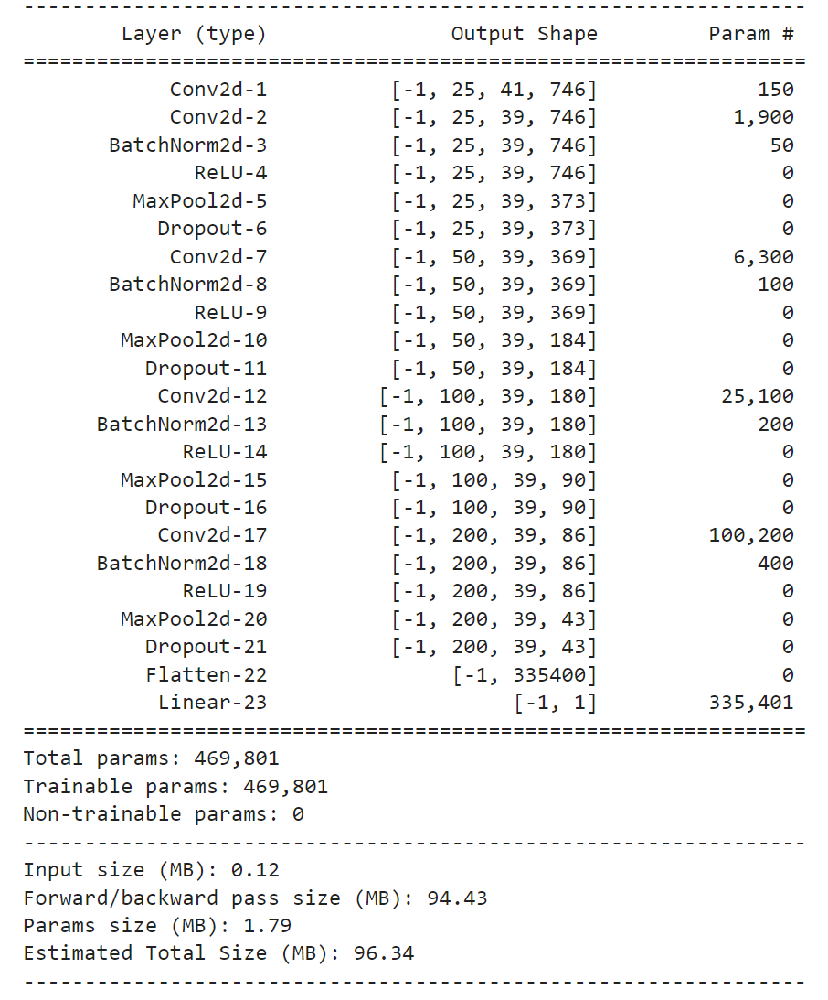 ----------------------------------------------------------------
Layer (type) Output Shape Param #
================================================================
Conv2d-1 [-1, 25, 41, 746] 150
Conv2d-2 [-1, 25, 39, 746] 1,900
BatchNorm2d-3 [-1, 25, 39, 746] 50
ReLU-4 [-1, 25, 39, 746] 0
MaxPool2d-5 [-1, 25, 39, 373] 0
Dropout-6 [-1, 25, 39, 373] 0
Conv2d-7 [-1, 50, 39, 369] 6,300
BatchNorm2d-8 [-1, 50, 39, 369] 100
ReLU-9 [-1, 50, 39, 369] 0
MaxPool2d-10 [-1, 50, 39, 184] 0
Dropout-11 [-1, 50, 39, 184] 0
Conv2d-12 [-1, 100, 39, 180] 25,100
BatchNorm2d-13 [-1, 100, 39, 180] 200
ReLU-14 [-1, 100, 39, 180] 0
MaxPool2d-15 [-1, 100, 39, 90] 0
Dropout-16 [-1, 100, 39, 90] 0
Conv2d-17 [-1, 200, 39, 86] 100,200
BatchNorm2d-18 [-1, 200, 39, 86] 400
ReLU-19 [-1, 200, 39, 86] 0
MaxPool2d-20 [-1, 200, 39, 43] 0
Dropout-21 [-1, 200, 39, 43] 0
Flatten-22 [-1, 335400] 0
Linear-23 [-1, 1] 335,401
================================================================
Total params: 469,801
Trainable params: 469,801
Non-trainable params: 0
----------------------------------------------------------------
Input size (MB): 0.12
Forward/backward pass size (MB): 94.43
Params size (MB): 1.79
Estimated Total Size (MB): 96.34
----------------------------------------------------------------